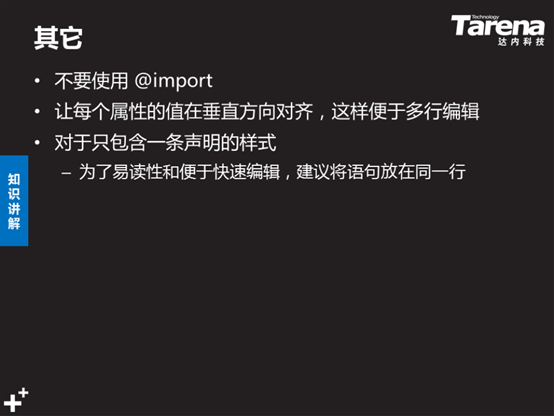 其它
Technology
Tarena
达内科技
• 不要使用 @import
• 让每个属性的值在垂直方向对齐，这样便于多行编辑
• 对于只包含一条声明的样式
– 为了易读性和便于快速编辑，建议将语句放在同一行
知识讲解